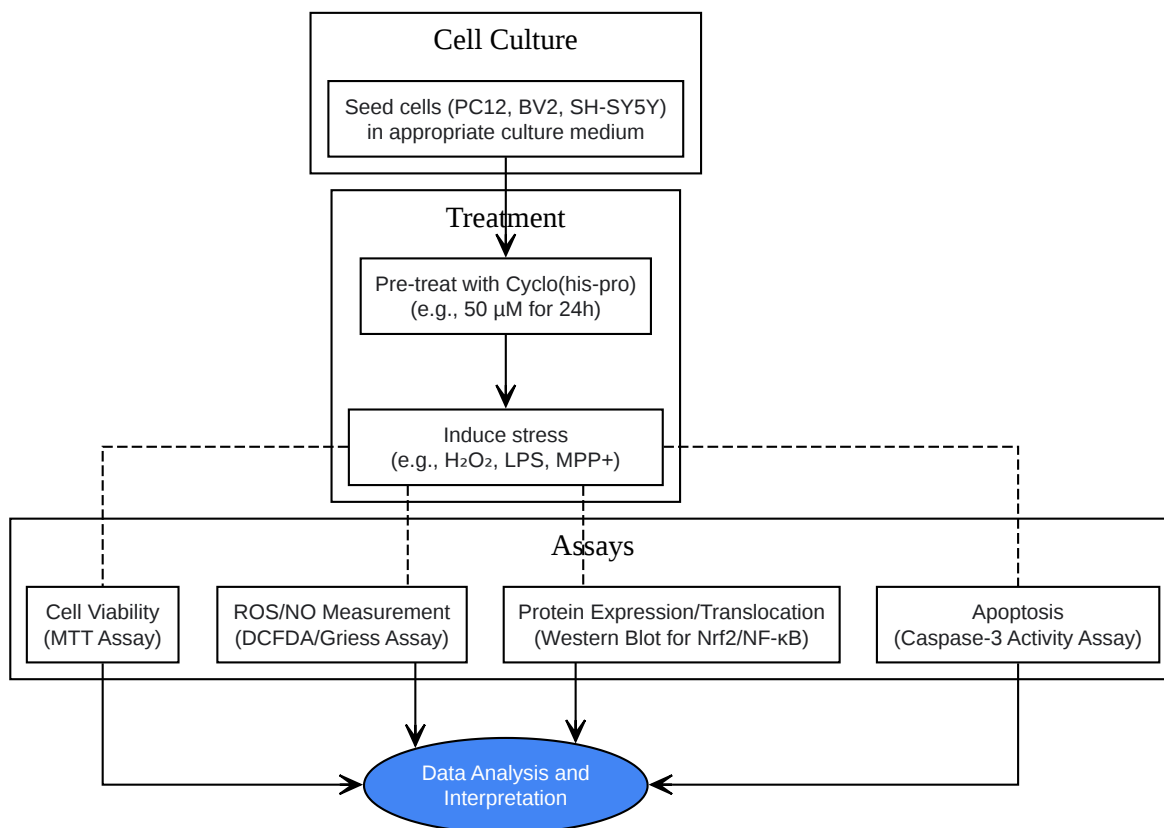 Cell Culture
Seed cells (PC12, BV2, SH-SY5Y)
in appropriate culture medium
Treatment
Pre-treat with Cyclo(his-pro)
(e.g., 50 µM for 24h)
Induce stress
(e.g., H₂O₂, LPS, MPP+)
Assays
Cell Viability
(MTT Assay)
ROS/NO Measurement
(DCFDA/Griess Assay)
Protein Expression/Translocation
(Western Blot for Nrf2/NF-κB)
Apoptosis
(Caspase-3 Activity Assay)
Data Analysis and
Interpretation